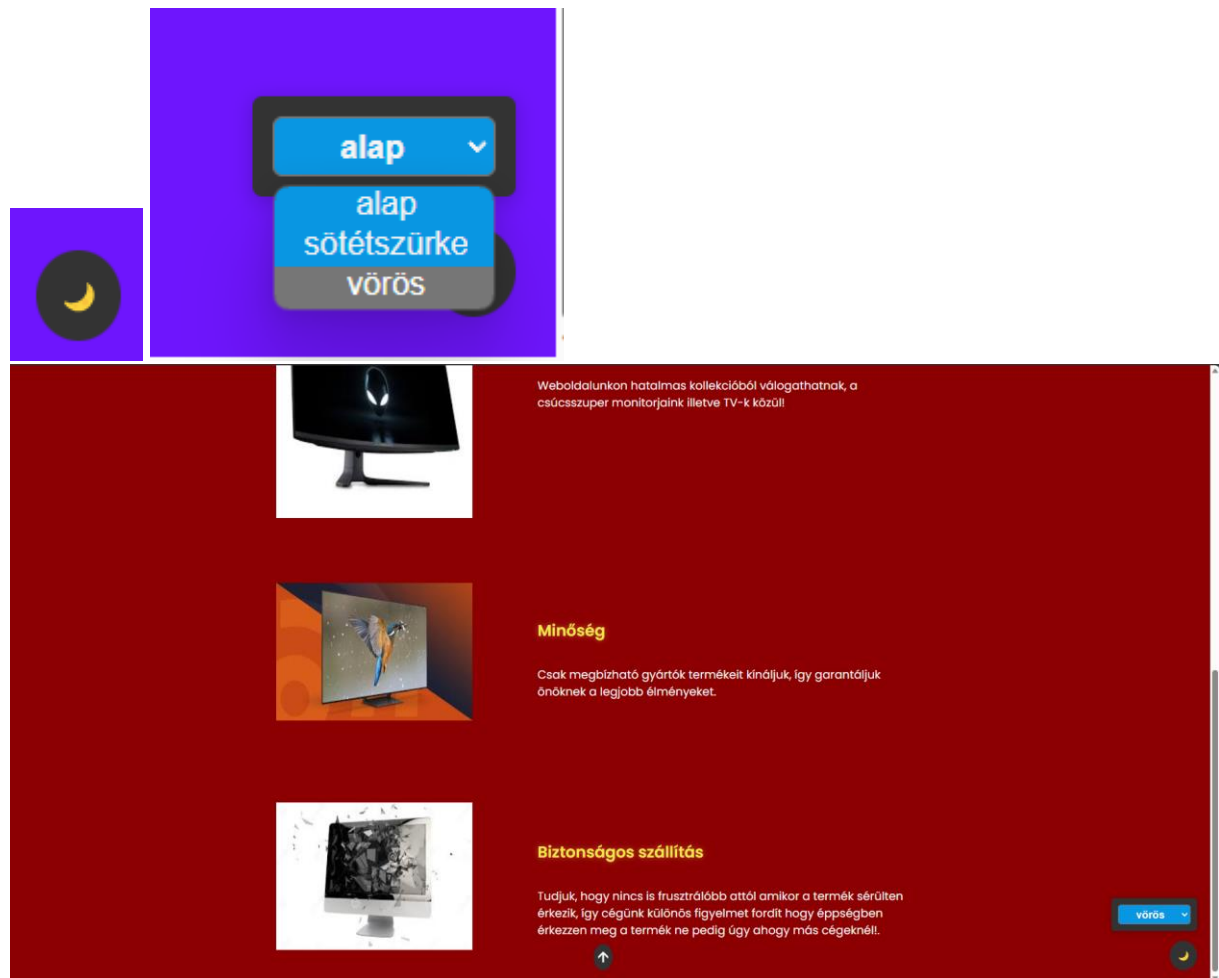 alap
alap
sötétszürke
vörös
Weboldalunkon hatalmas kollekcióból válogathatnak, a
csúcsszuper monitorjaink illetve TV-k közül!
Minőség
Csak megbízható gyártók termékeit kínáljuk, így garantáljuk
önöknek a legjobb élményeket.
Biztonságos szállítás
Tudjuk, hogy nincs is frusztrálóbb attól amikor a termék sérülten
érkezik, így cégünk különös figyelmet fordít hogy éppségben
érkezzen meg a termék ne pedig úgy ahogy más cégeknél!.
vörös